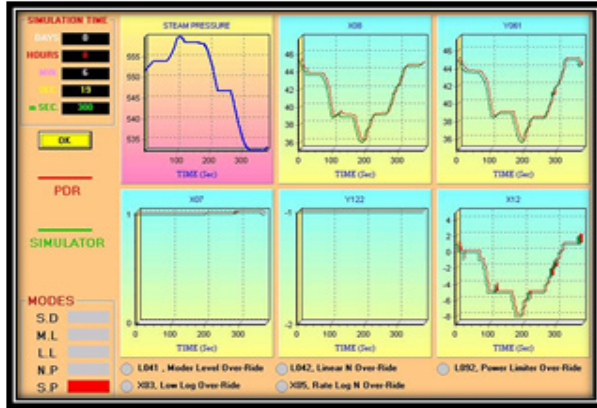 SIMULATION TIME
DAYS 0
HOURS 0
MIN 6
SEC 19
m SEC. 300
OK
PDR
SIMULATOR
MODES
S.D
M.L
L.L
N.P
S.P
STEAM PRESSURE
555
545
535
100 200 300
TIME (Sec)
X08
46
44
42
40
38
36
0 100 200 300
TIME (Sec)
Y061
46
44
42
40
38
36
0 100 200 300
TIME (Sec)
X07
1
0
0 100 200 300
TIME (Sec)
Y122
-1
-2
0 100 200 300
TIME (Sec)
X12
4
2
0
-2
-4
-6
-8
0 100 200 300
TIME (Sec)
L041 , Moder Level Over-Ride
L042, Linear N Over-Ride
L092, Power Limiter Over-Ride
X03, Low Log Over-Ride
X05, Rate Log N Over-Ride